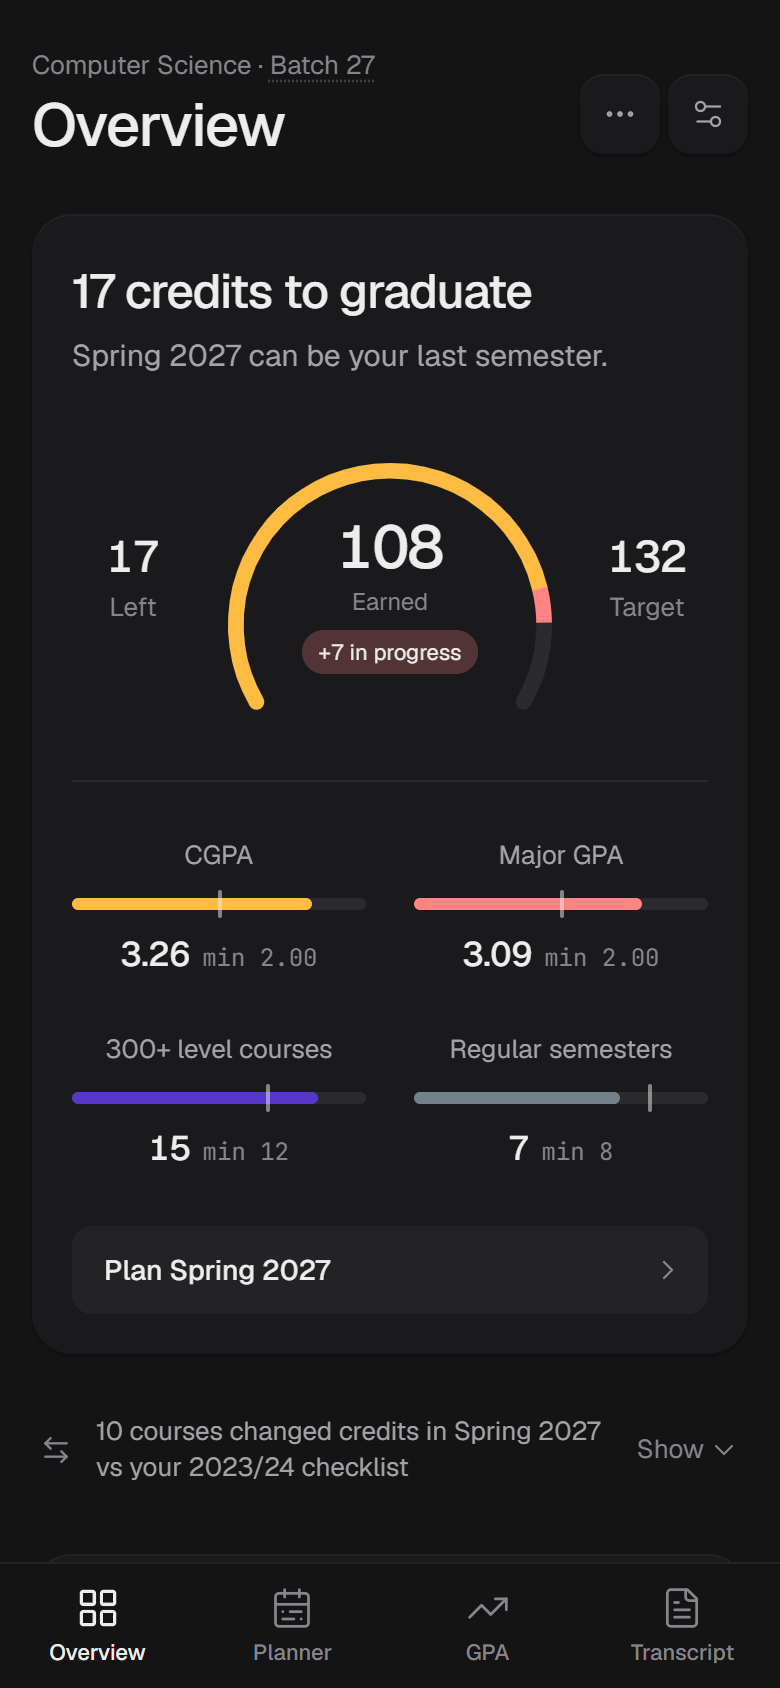 Computer Science · Batch 27
Overview
17 credits to graduate
Spring 2027 can be your last semester.
17
Left
108
Earned
+7 in progress
132
Target
CGPA
3.26 min 2.00
Major GPA
3.09 min 2.00
300+ level courses
15 min 12
Regular semesters
7 min 8
Plan Spring 2027
10 courses changed credits in Spring 2027
vs your 2023/24 checklist
Show
Overview
Planner
GPA
Transcript